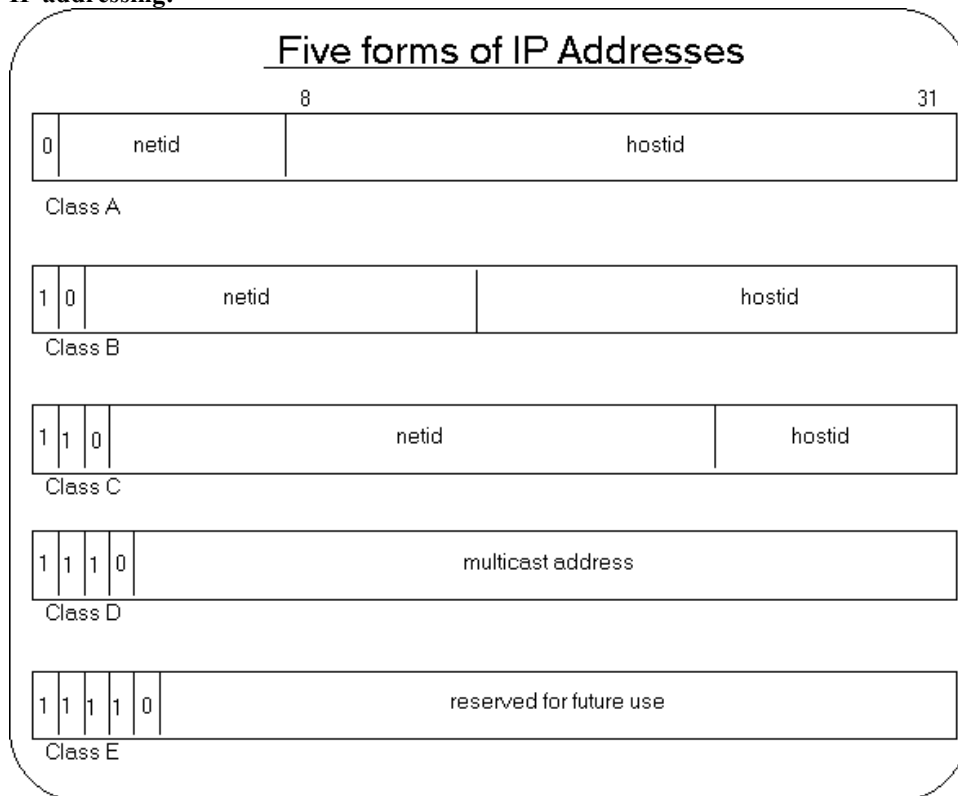 IP addressing:
Five forms of IP Addresses
8 31
0 netid hostid
Class A
1 0 netid hostid
Class B
1 1 0 netid hostid
Class C
1 1 1 0 multicast address
Class D
1 1 1 1 0 reserved for future use
Class E